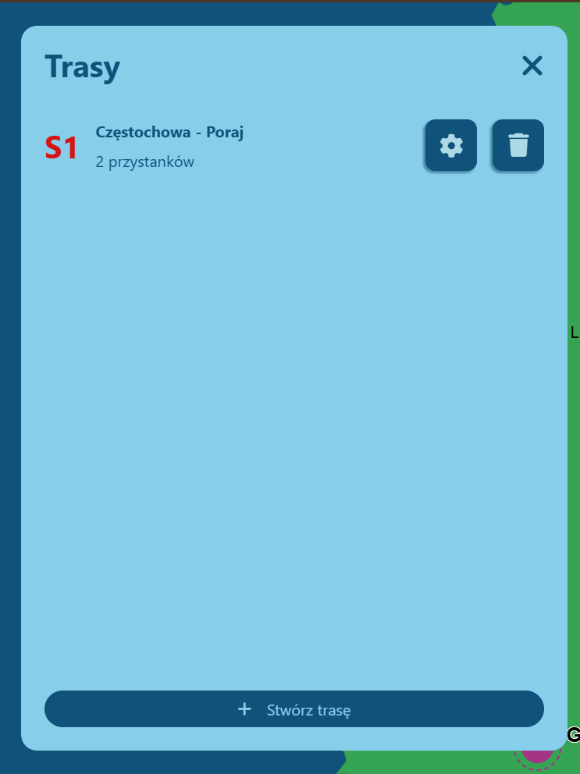 Trasy
S1
Częstochowa - Poraj
2 przystanków
L
Stwórz trasę
G